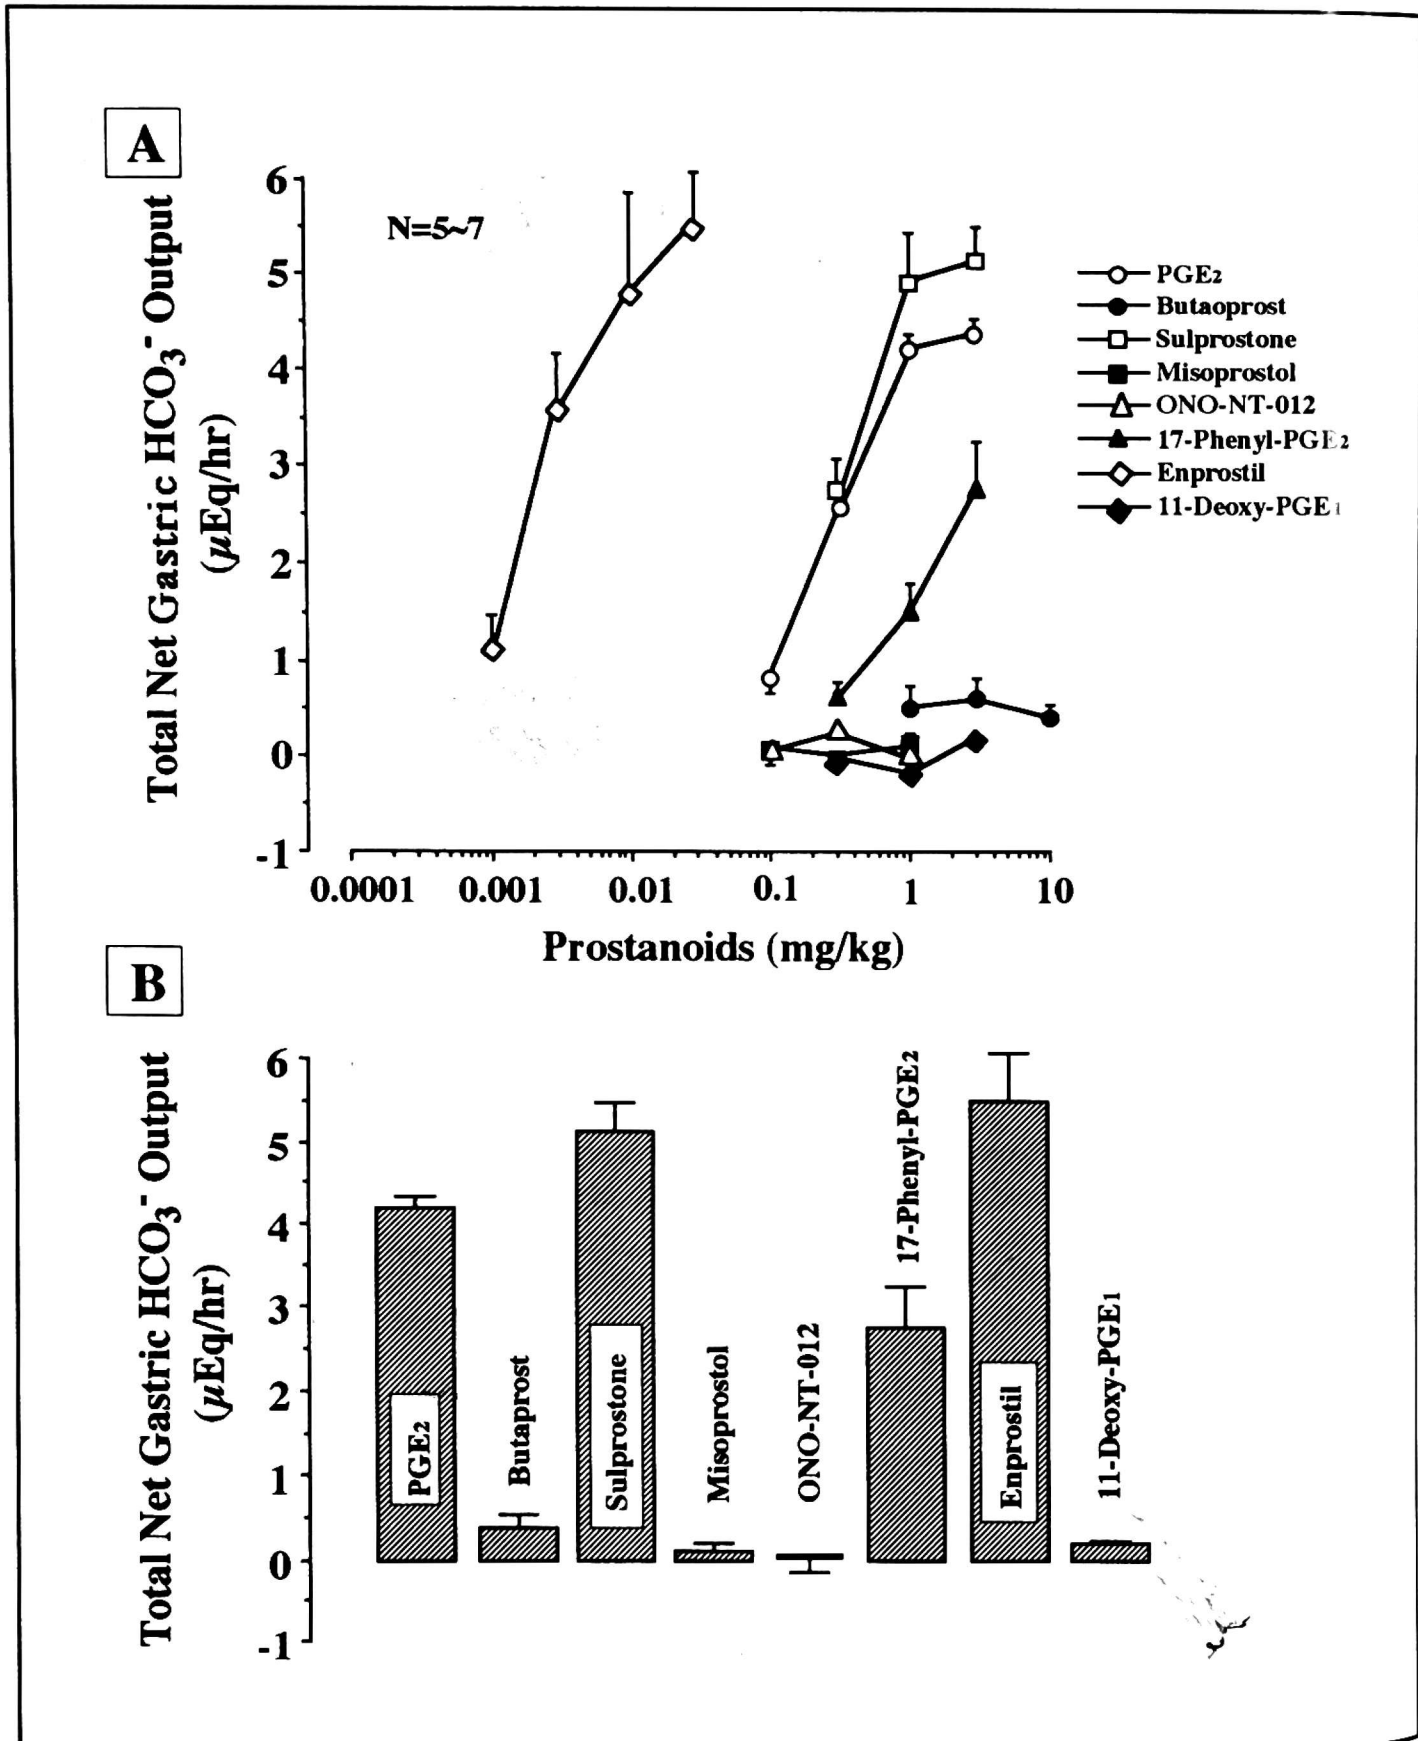 A
Total Net Gastric HCO3- Output
(µEq/hr)
6
5
4
3
2
1
0
-1
N=5~7
PGE2
Butaoprost
Sulprostone
Misoprostol
ONO-NT-012
17-Phenyl-PGE2
Enprostil
11-Deoxy-PGE1
0.0001 0.001 0.01 0.1 1 10
Prostanoids (mg/kg)
B
Total Net Gastric HCO3- Output
(µEq/hr)
6
5
4
3
2
1
0
-1
PGE2
Butaprost
Sulprostone
Misoprostol
ONO-NT-012
17-Phenyl-PGE2
Enprostil
11-Deoxy-PGE1